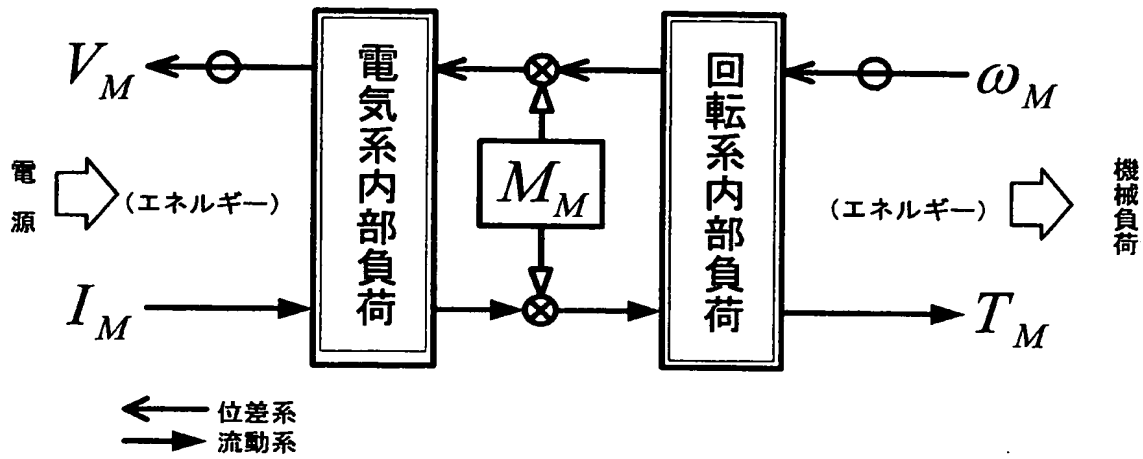 V_M
電気系内部負荷
回転系内部負荷
ω_M
電源
(エネルギー)
M_M
(エネルギー)
機械負荷
I_M
T_M
位差系
流動系